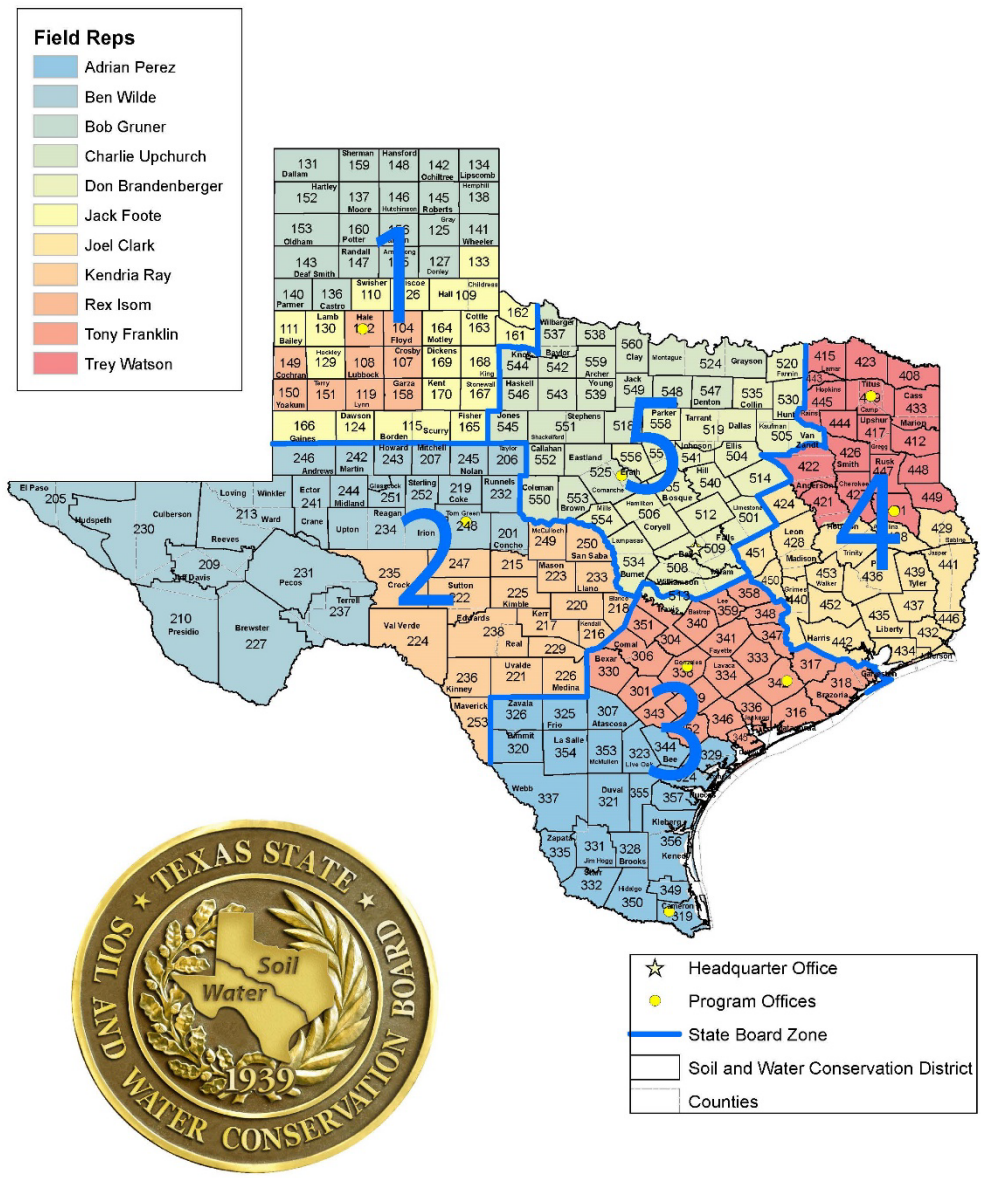 Field Reps
Adrian Perez
Ben Wilde
Bob Gruner
Charlie Upchurch
Don Brandenberger
Jack Foote
Joel Clark
Kendria Ray
Rex Isom
Tony Franklin
Trey Watson
Sherman Hansford
131 159 148 142 134
Dallam Ochiltree Lipscomb
Hartley Hemphill
152 137 146 145 138
Moore Hutchinson Roberts
Gray
153 160 125 141
Oldham Potter Wheeler
Randall
143 147 127 133
Deaf Smith Donley
1
Swisher Childress
140 136 110 26 Hall 109
Parmer Castro
162
Lamb Hale Cottle
111 130 104 164 163 161
Bailey Floyd Motley
Hockley Crosby Dickens
149 129 108 107 169 168
Cochran Lubbock King
Terry Garza Kent Stonewall
150 151 119 158 170 167
Yoakum Lynn
Dawson Fisher
166 124 115 Scurry 165
Gaines Borden
Wilbarger
537 538 560
Clay Montague 524 Grayson 520
Fannin
Knox Baylor
544 542 559
Archer
Haskell Young Jack
546 543 539 549 548 547 535 530
Denton Collin Hunt
Jones Stephens Parker Tarrant
545 551 518 558 519 Dallas Kaufman
Shackelford 505
5
Callahan Eastland Johnson Ellis
552 525 556 541 504
Erath Hill
Coleman Comanche Bosque 540 514
550 553
Brown Mills Hamilton Limestone
554 506 512 501
Coryell
Lampasas Falls
534 Bell 509
Burnet 508
Williamson Milam
513
415 423 408
Lamar
443 Hopkins Titus Cass
445 Camp 433
Rains Upshur Marion
444 417 412
Van Gregg
Zandt 426 Rusk
422 Smith 447 448
Anderson Cherokee
421 427 449
4
424 429
Leon Sabine
428 Trinity Jasper
451 Madison 439 441
453 436 Tyler
450 Grimes Walker
440 452 437
435 446
Harris Liberty 432
442 434
Jefferson
Howard Mitchell Taylor
246 242 243 207 245 206
Andrews Martin Nolan
El Paso Loving Winkler Ector Glasscock Sterling Runnels
205 241 244 251 252 219 232
Midland Coke
Culberson 213 Tom Green
Hudspeth Ward Crane Reagan 248
230 Upton 234 Irion 201
Reeves Concho
2
209 McCulloch
Jeff Davis 231 249 250
Pecos San Saba
235 247 215 Mason
Crock 223 233
Terrell Sutton 225 Llano
237 222 Kimble 220 Blanco
210 Brewster Edwards Kerr 218
Presidio 227 Val Verde 217 Kendall
224 238 216
Real 229
Uvalde
236 221 226
Kinney Medina
Maverick
253
Travis Lee 358
Bastrop 359 348
351 340
Comal 304 341 347
Bexar 306 Fayette
330 Gonzales Lavaca 333
338 334 317
301 318
343 336 Brazoria
346 316
345
3
Zavala 307
326 325 Atascosa
Frio
Dimmit La Salle 344
320 354 353 323 Bee 329
McMullen Live Oak
Webb Duval 355 357
337 321 Nueces
Kleberg
Zapata 331 328 356
335 Jim Hogg Brooks Kenedy
Starr
332 Hidalgo 349
350 Cameron
319
Galveston
TEXAS STATE
SOIL AND WATER CONSERVATION BOARD
Soil
Water
1939
Headquarter Office
Program Offices
State Board Zone
Soil and Water Conservation District
Counties